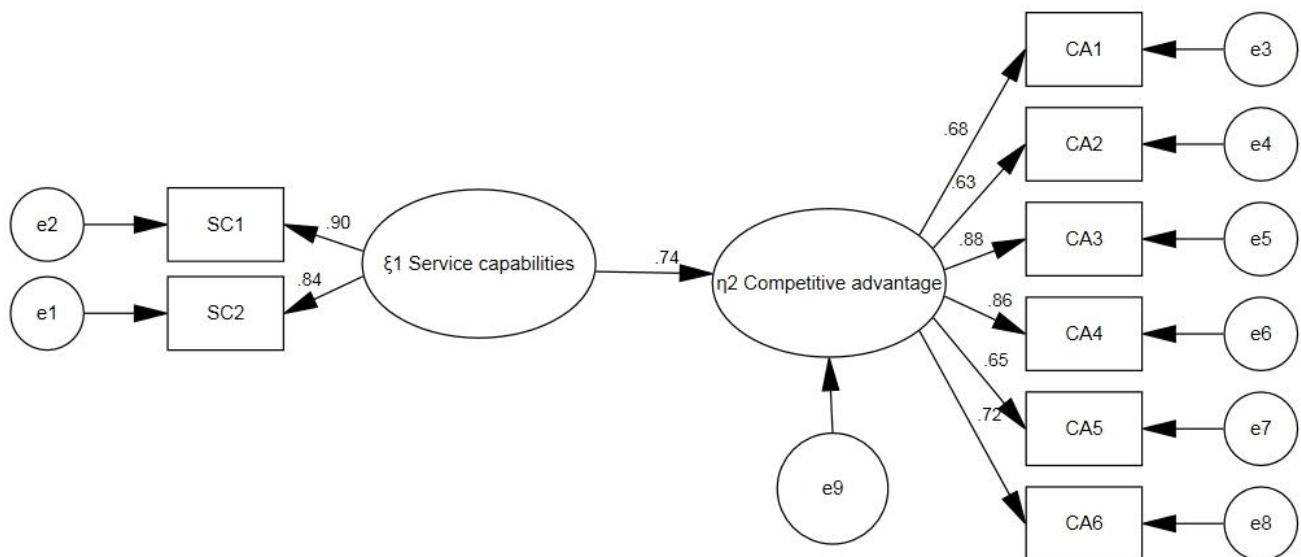 CA1
e3
.68
CA2
e4
.63
e2
SC1
.90
CA3
e5
.88
ξ1 Service capabilities
.74
η2 Competitive advantage
.84
e1
SC2
.86
CA4
e6
.65
.72
CA5
e7
e9
CA6
e8